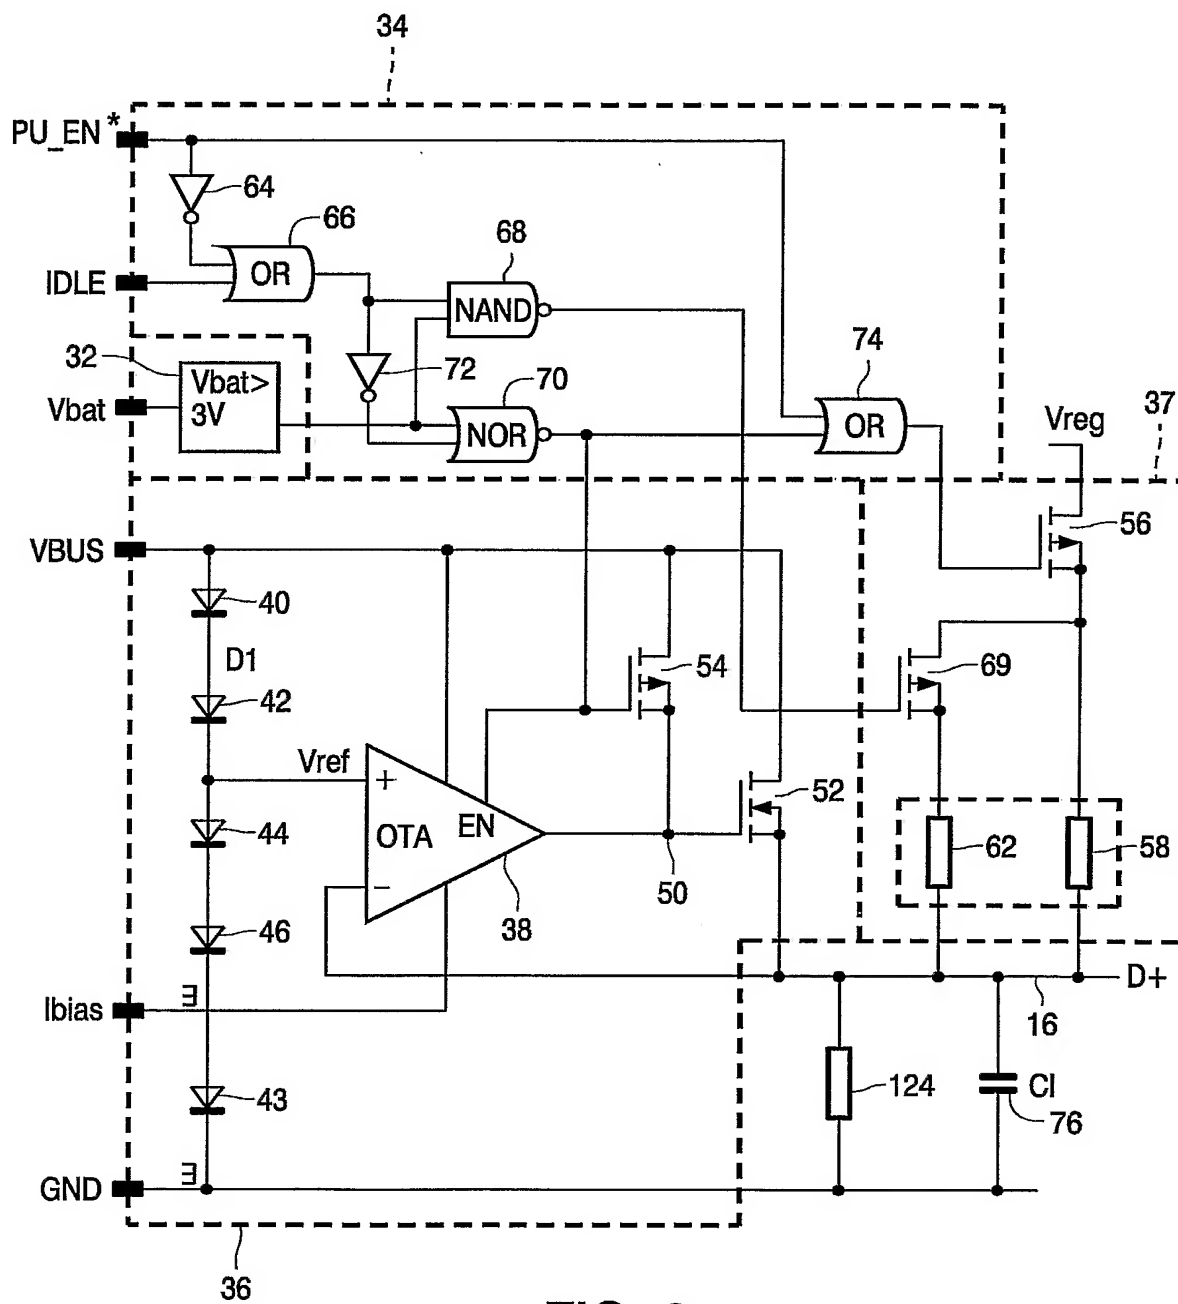 34
PU_EN *
64
66
OR
68
IDLE
NAND
32
72
74
Vbat>
3V
70
Vbat
NOR
OR
Vreg
37
56
VBUS
40
D1
54
69
42
Vref
+
52
EN
OTA
44
62
58
−
50
38
46
D+
Ibias
16
43
124
CI
76
GND
36